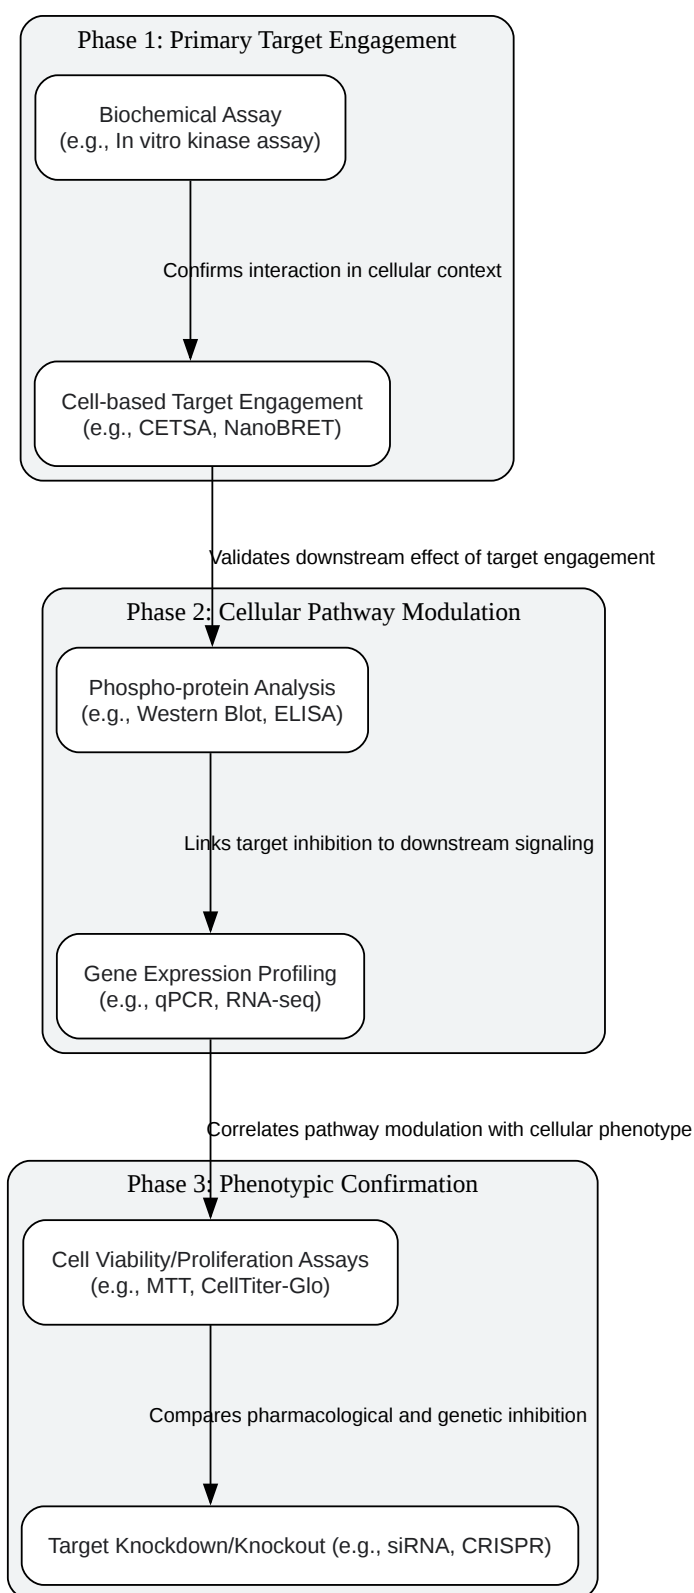 Phase 1: Primary Target Engagement
Biochemical Assay
(e.g., In vitro kinase assay)
Confirms interaction in cellular context
Cell-based Target Engagement
(e.g., CETSA, NanoBRET)
Validates downstream effect of target engagement
Phase 2: Cellular Pathway Modulation
Phospho-protein Analysis
(e.g., Western Blot, ELISA)
Links target inhibition to downstream signaling
Gene Expression Profiling
(e.g., qPCR, RNA-seq)
Correlates pathway modulation with cellular phenotype
Phase 3: Phenotypic Confirmation
Cell Viability/Proliferation Assays
(e.g., MTT, CellTiter-Glo)
Compares pharmacological and genetic inhibition
Target Knockdown/Knockout (e.g., siRNA, CRISPR)